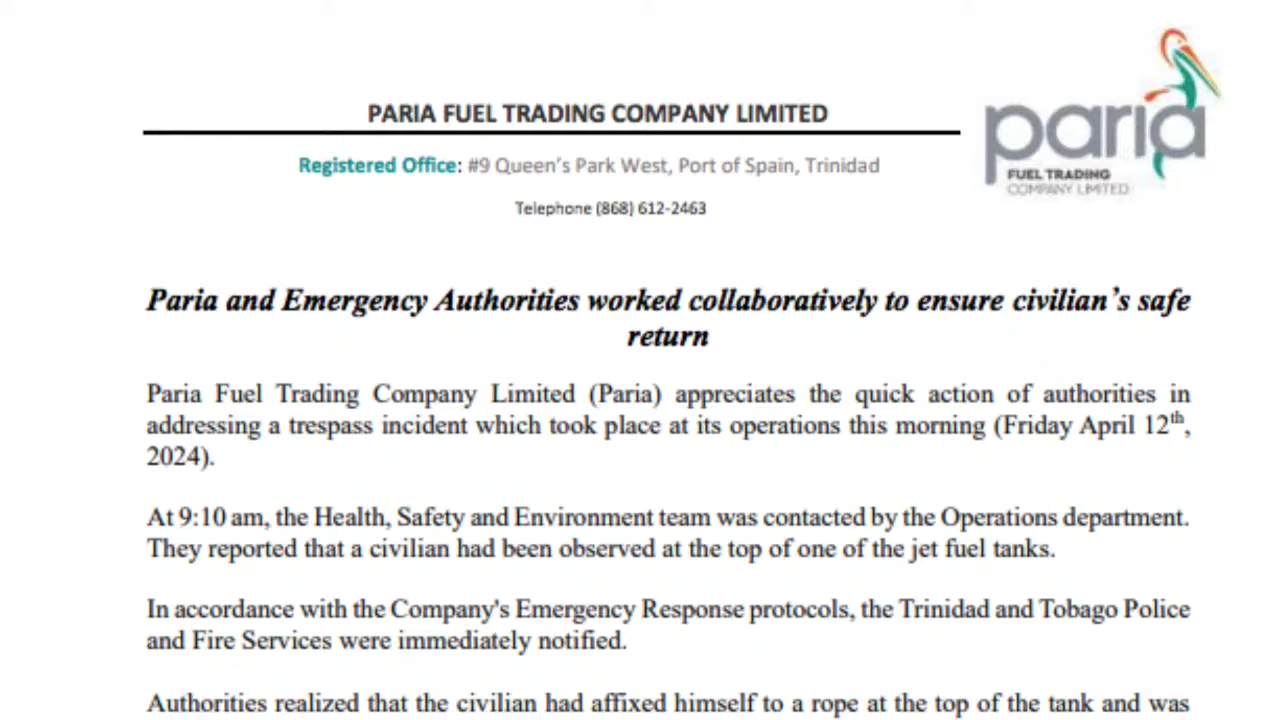 PARIA FUEL TRADING COMPANY LIMITED
Registered Office: #9 Queen's Park West, Port of Spain, Trinidad
Telephone (868) 612-2463
paria
FUEL TRADING
COMPANY LIMITED
Paria and Emergency Authorities worked collaboratively to ensure civilian's safe
return
Paria Fuel Trading Company Limited (Paria) appreciates the quick action of authorities in
addressing a trespass incident which took place at its operations this morning (Friday April 12th,
2024).
At 9:10 am, the Health, Safety and Environment team was contacted by the Operations department.
They reported that a civilian had been observed at the top of one of the jet fuel tanks.
In accordance with the Company's Emergency Response protocols, the Trinidad and Tobago Police
and Fire Services were immediately notified.
Authorities realized that the civilian had affixed himself to a rope at the top of the tank and was